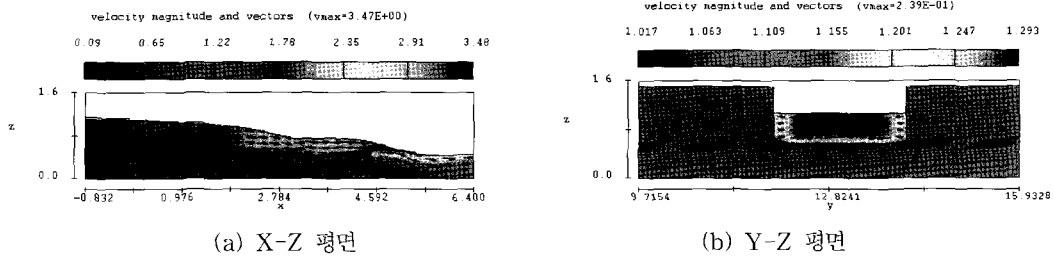 velocity magnitude and vectors (vmax=3.47E+00)
0.09 0.65 1.22 1.78 2.35 2.91 3.48
1.6
z
0.0
-0.832 0.976 2.784 4.592 6.400
x
(a) X-Z 평면
velocity magnitude and vectors (vmax=2.39E-01)
1.017 1.063 1.109 1.155 1.201 1.247 1.293
1.6
z
0.0
9.7154 12.8241 15.9328
y
(b) Y-Z 평면